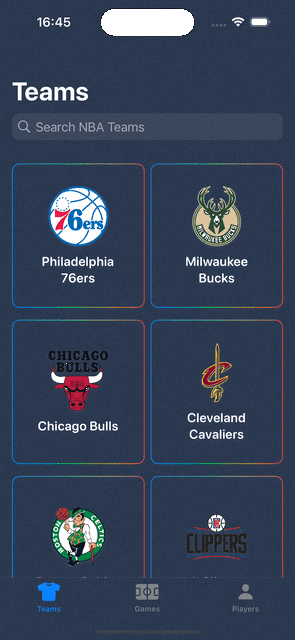 16:45
Teams
Search NBA Teams
76ers
MILWAUKEE BUCKS
Philadelphia
76ers
Milwaukee
Bucks
CHICAGO
BULLS
C
Chicago Bulls
Cleveland
Cavaliers
BOSTON CELTICS
CLIPPERS
Teams
Games
Players